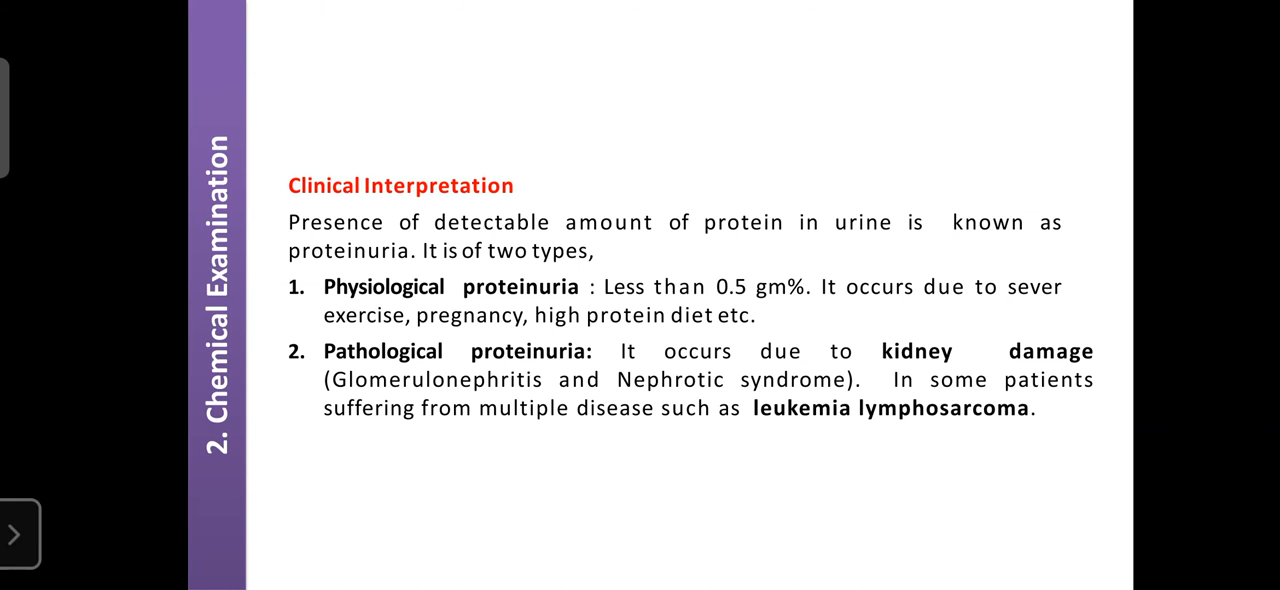 2. Chemical Examination
Clinical Interpretation
Presence of detectable amount of protein in urine is known as
proteinuria. It is of two types,
1. Physiological proteinuria : Less than 0.5 gm%. It occurs due to sever
exercise, pregnancy, high protein diet etc.
2. Pathological proteinuria: It occurs due to kidney damage
(Glomerulonephritis and Nephrotic syndrome). In some patients
suffering from multiple disease such as leukemia lymphosarcoma.